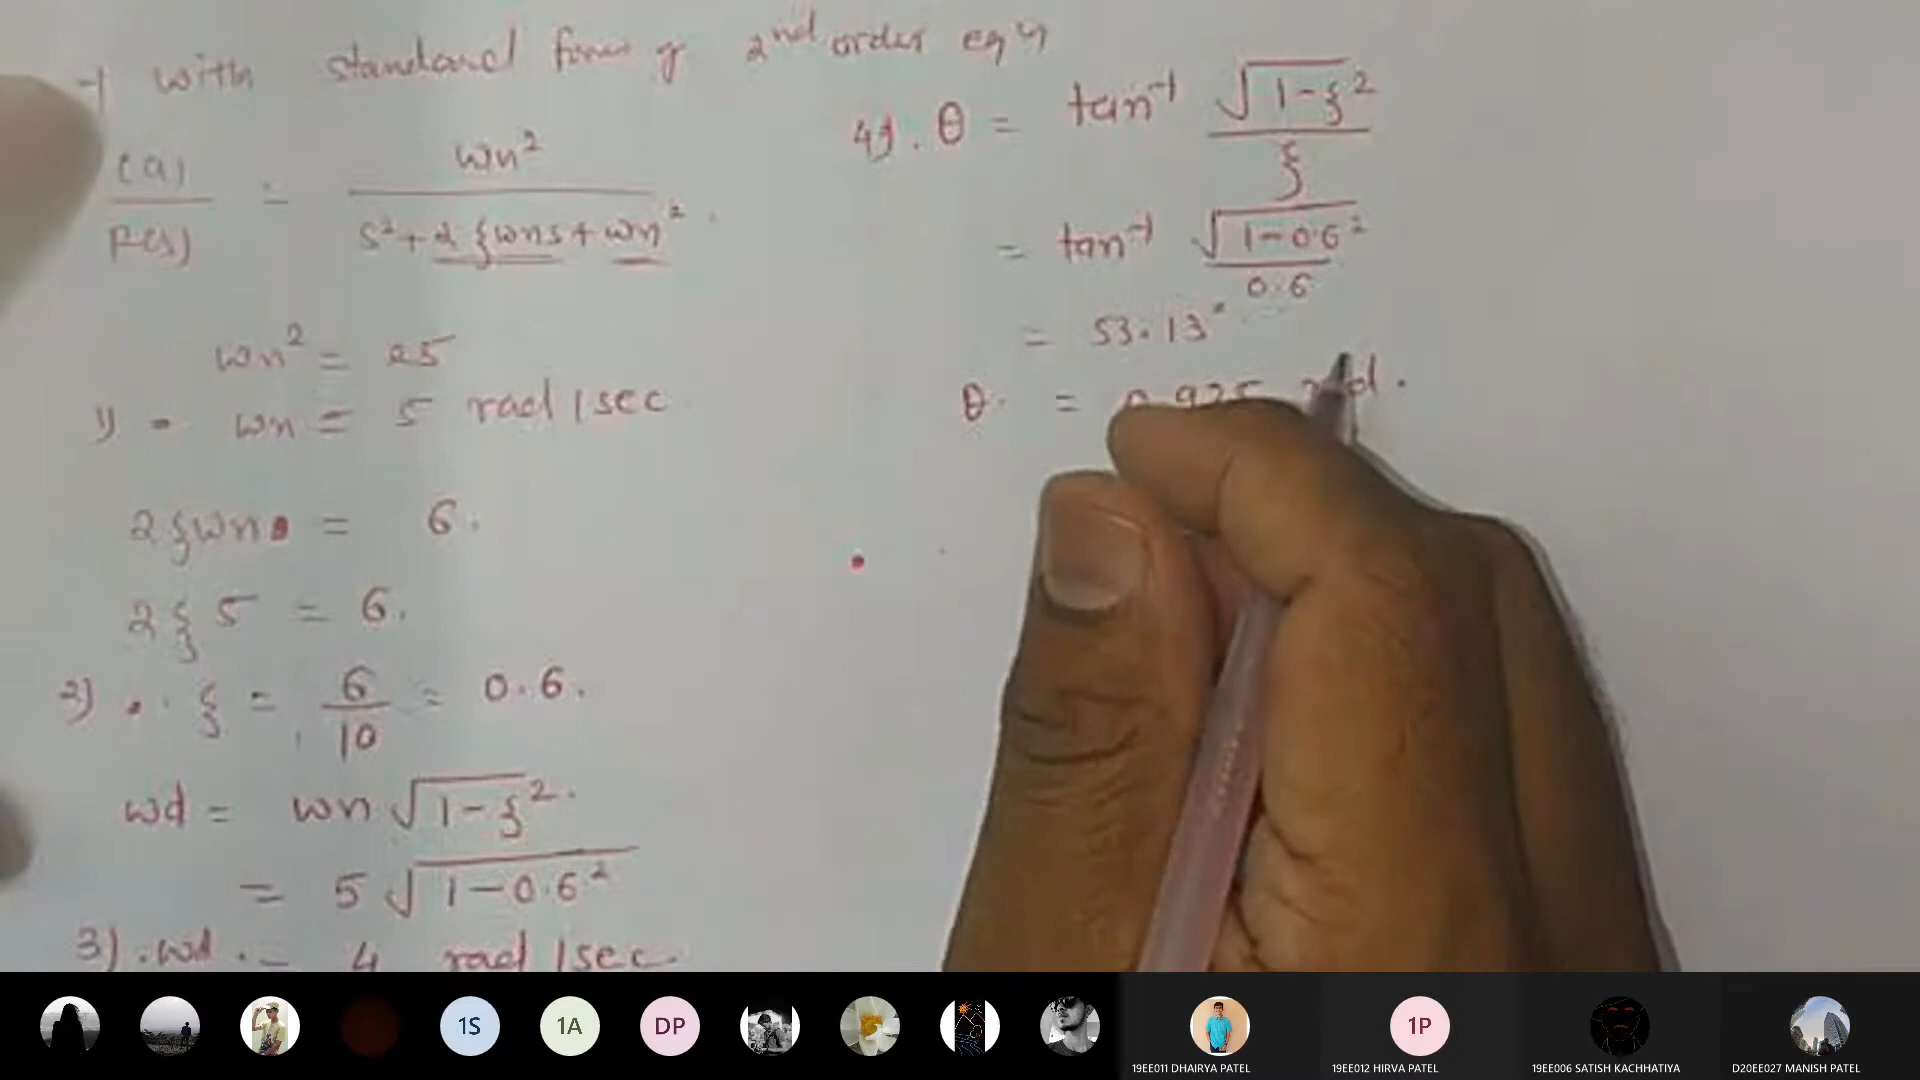 with standard form of 2nd order eqn
C(s) / R(s) = ωn² / s²+2ξωns+ωn²
ωn² = 25
1) ωn = 5 rad/sec
2ξωn = 6.
2ξ5 = 6.
2) ξ = 6/10 = 0.6.
ωd = ωn√1-ξ².
= 5√1-0.6²
3) ωd = 4 rad/sec.
4) θ = tan⁻¹ √1-ξ² / ξ
= tan⁻¹ √1-0.6² / 0.6
= 53.13°
θ = rad.
1S
1A
DP
19EE011 DHAIRYA PATEL
1P
19EE012 HIRVA PATEL
19EE006 SATISH KACHHATIYA
D20EE027 MANISH PATEL